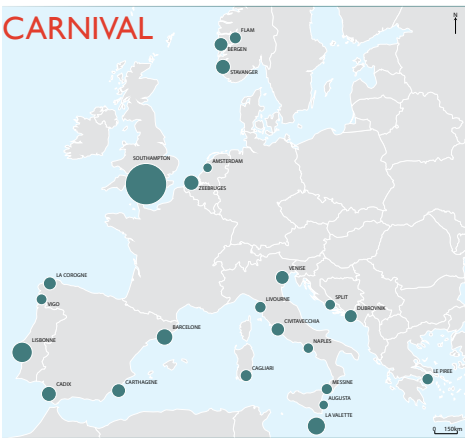 CARNIVAL
N
FLAM
BERGEN
STAVANGER
SOUTHAMPTON
AMSTERDAM
ZEEBRUGES
LA COROGNE
VIGO
LISBONNE
CADIX
CARTHAGENE
BARCELONE
VENISE
LIVOURNE
SPLIT
DUBROVNIK
CIVITAVECCHIA
NAPLES
CAGLIARI
LE PIREE
MESSINE
AUGUSTA
LA VALETTE
0 150km